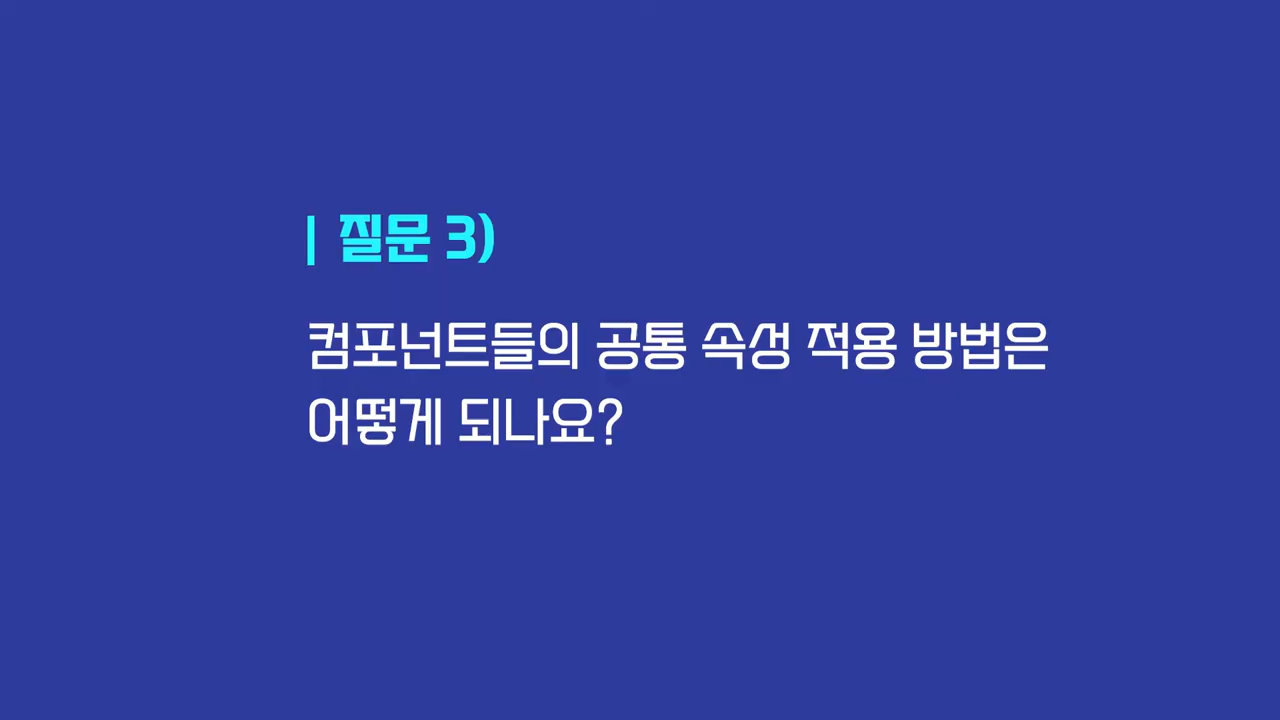 | 질문 3)
컴포넌트들의 공통 속성 적용 방법은
어떻게 되나요?